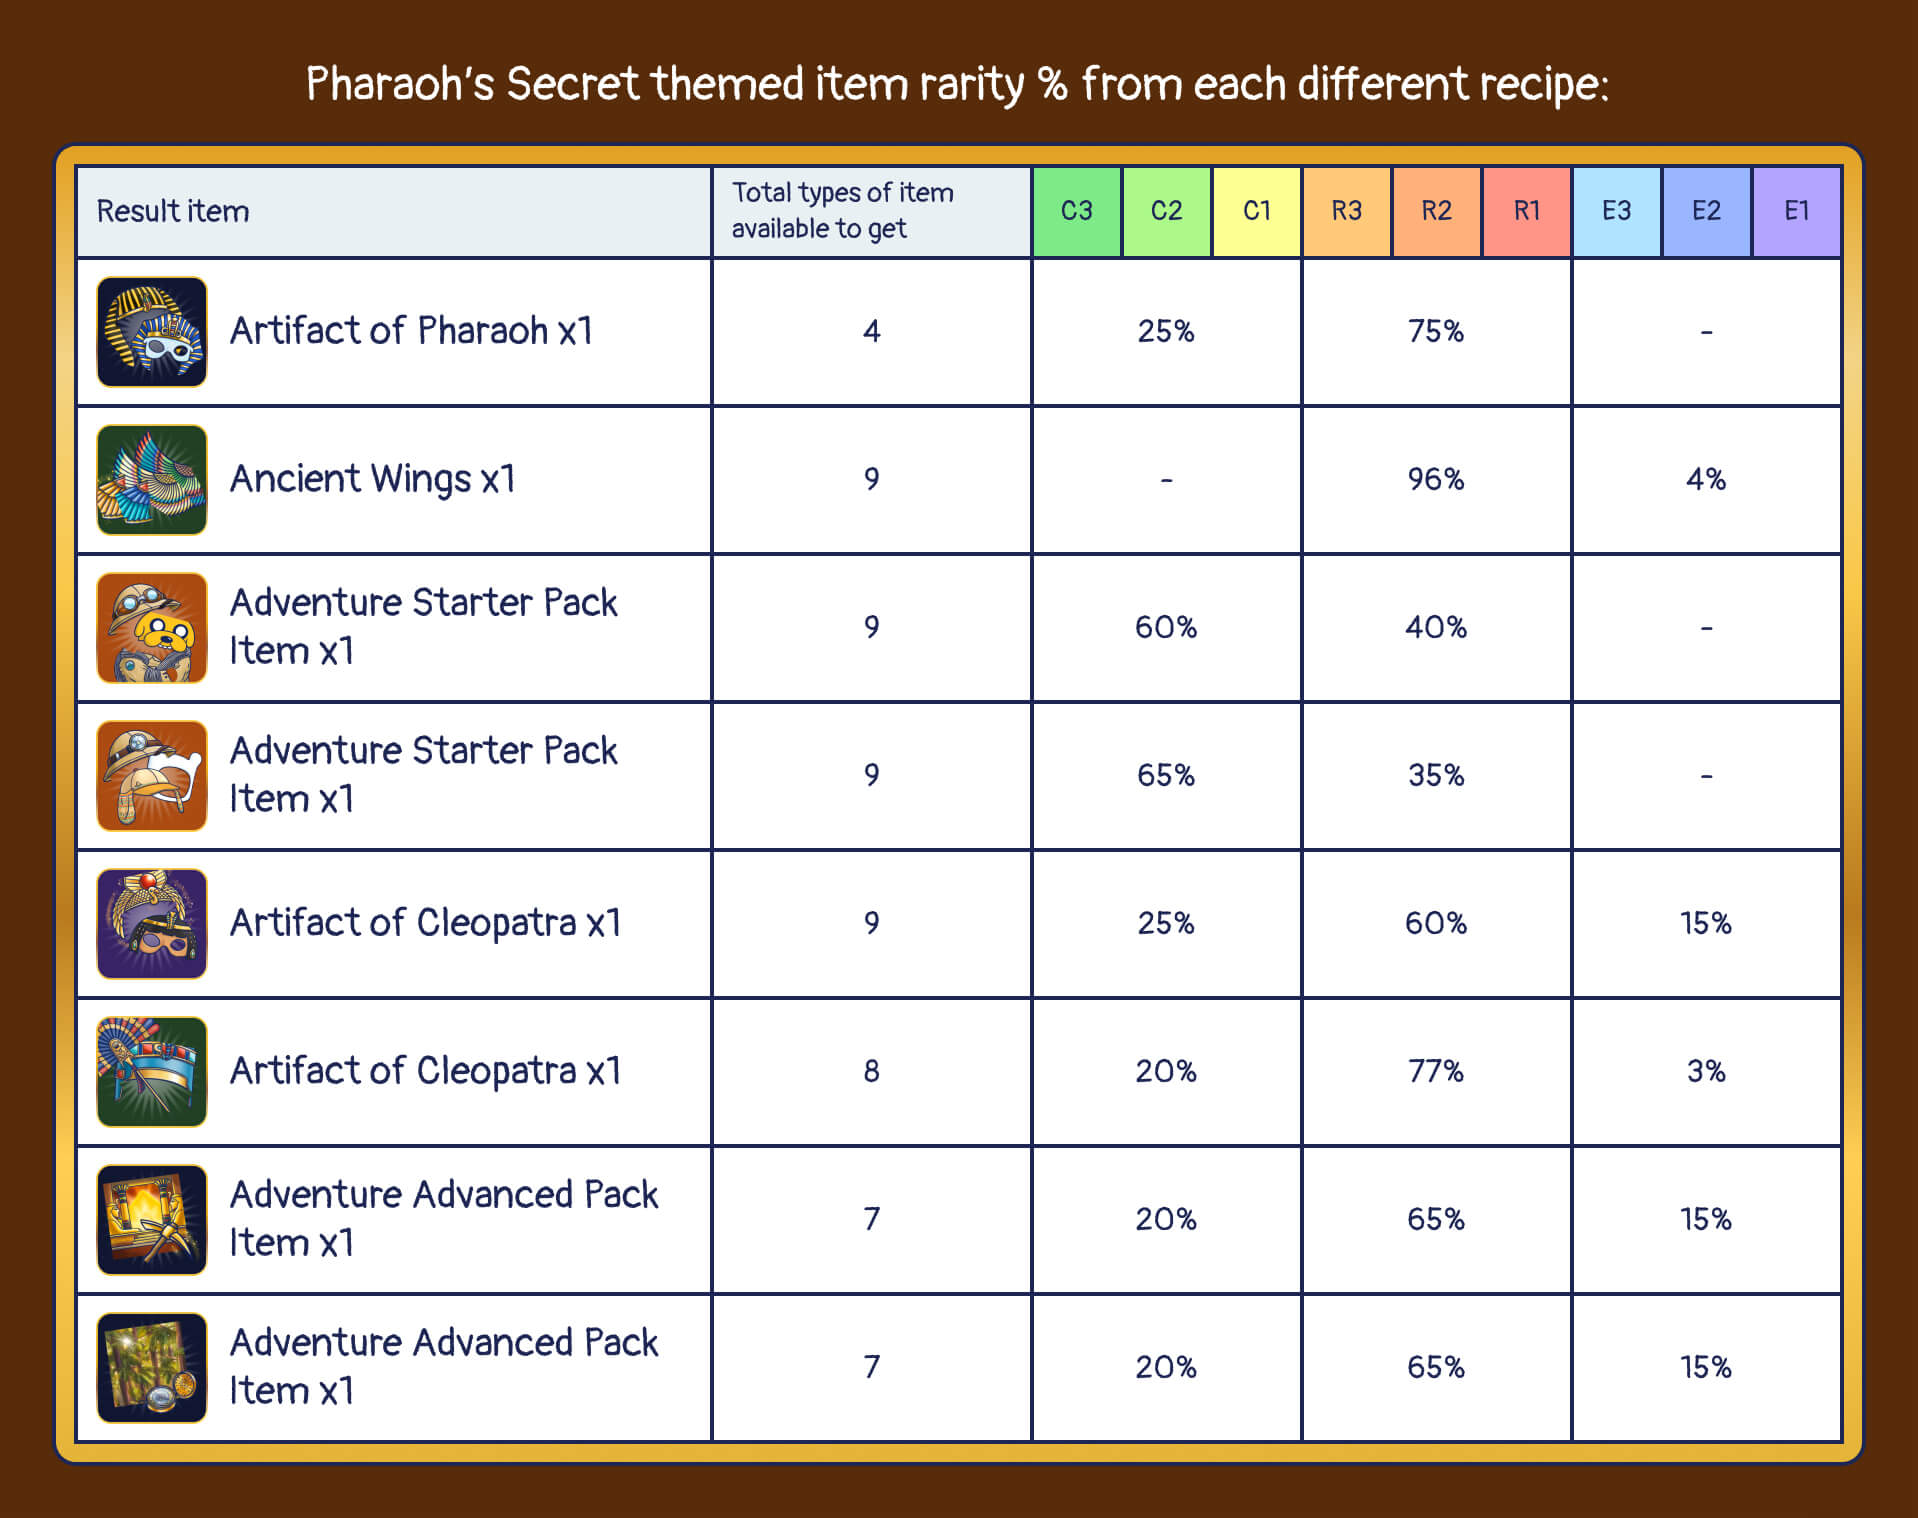 Pharaoh's Secret themed item rarity % from each different recipe:
Result item
Total types of item
available to get
C3 C2 C1 R3 R2 R1 E3 E2 E1
Artifact of Pharaoh x1 4 25% 75% -
Ancient Wings x1 9 - 96% 4%
Adventure Starter Pack
Item x1
9 60% 40% -
Adventure Starter Pack
Item x1
9 65% 35% -
Artifact of Cleopatra x1 9 25% 60% 15%
Artifact of Cleopatra x1 8 20% 77% 3%
Adventure Advanced Pack
Item x1
7 20% 65% 15%
Adventure Advanced Pack
Item x1
7 20% 65% 15%